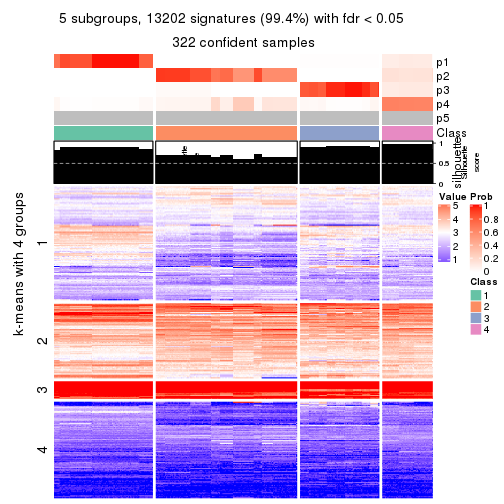 5 subgroups, 13202 signatures (99.4%) with fdr < 0.05
322 confident samples
p1
p2
p3
p4
p5
Class
1
0.5
0
silhouette
Silhouette
score
k-means with 4 groups
1
2
3
4
Value
5
4
3
2
1
Prob
1
0.8
0.6
0.4
0.2
0
Class
1
2
3
4